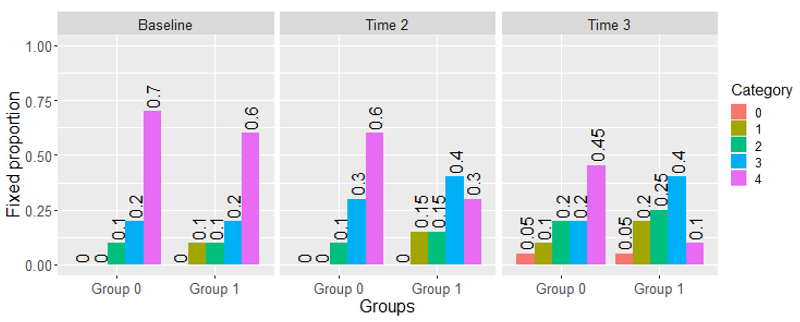 Baseline
Time 2
Time 3
Fixed proportion
1.00
0.75
0.50
0.25
0.00
0 0 0.1 0.2 0.7
0 0.1 0.1 0.2 0.6
0 0 0.1 0.3 0.6
0 0.15 0.15 0.4 0.3
0.05 0.1 0.2 0.2 0.45
0.05 0.2 0.25 0.4 0.1
Group 0 Group 1
Group 0 Group 1
Group 0 Group 1
Groups
Category
0
1
2
3
4